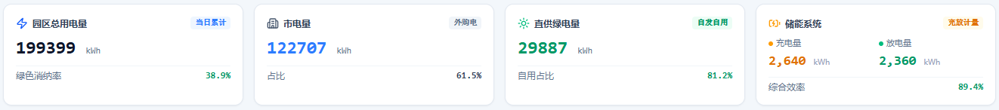 园区总用电量 当日累计
199399 kWh
绿色消纳率 38.9%
市电量 外购电
122707 kWh
占比 61.5%
直供绿电量 自发自用
29887 kWh
自用占比 81.2%
储能系统 充放计量
充电量 放电量
2,640 kWh 2,360 kWh
综合效率 89.4%